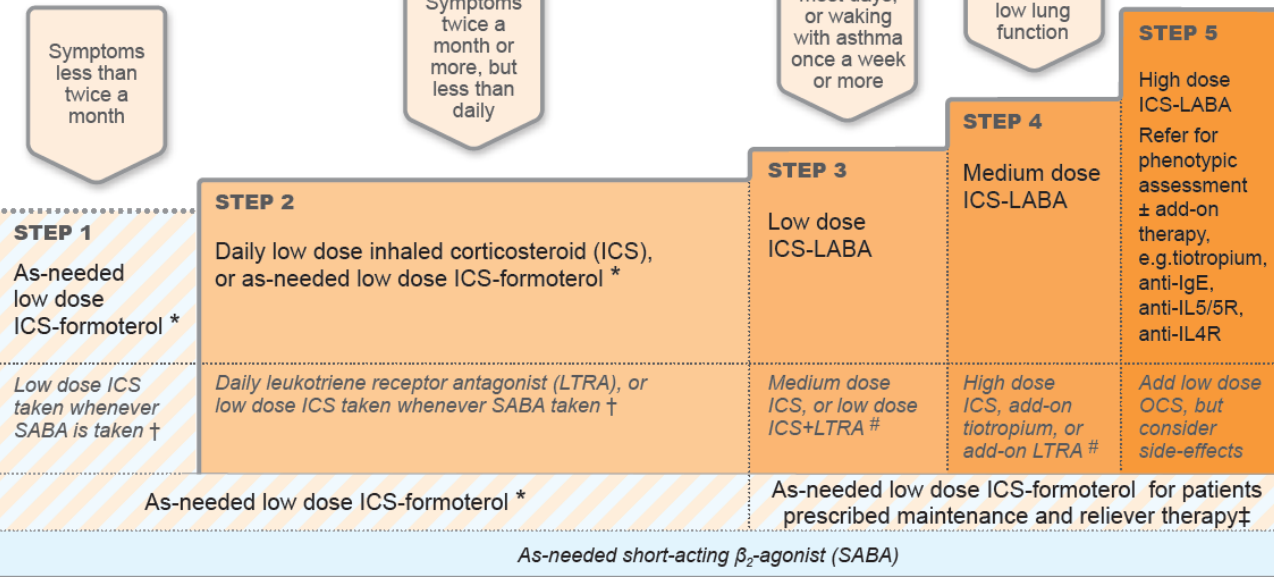 Symptoms
less than
twice a
month
Symptoms
twice a
month or
more, but
less than
daily
most days,
or waking
with asthma
once a week
or more
low lung
function
STEP 1
As-needed
low dose
ICS-formoterol *
STEP 2
Daily low dose inhaled corticosteroid (ICS),
or as-needed low dose ICS-formoterol *
STEP 3
Low dose
ICS-LABA
STEP 4
Medium dose
ICS-LABA
STEP 5
High dose
ICS-LABA
Refer for
phenotypic
assessment
± add-on
therapy,
e.g.tiotropium,
anti-IgE,
anti-IL5/5R,
anti-IL4R
Low dose ICS
taken whenever
SABA is taken †
Daily leukotriene receptor antagonist (LTRA), or
low dose ICS taken whenever SABA taken †
Medium dose
ICS, or low dose
ICS+LTRA #
High dose
ICS, add-on
tiotropium, or
add-on LTRA #
Add low dose
OCS, but
consider
side-effects
As-needed low dose ICS-formoterol *
As-needed low dose ICS-formoterol for patients
prescribed maintenance and reliever therapy‡
As-needed short-acting β₂-agonist (SABA)